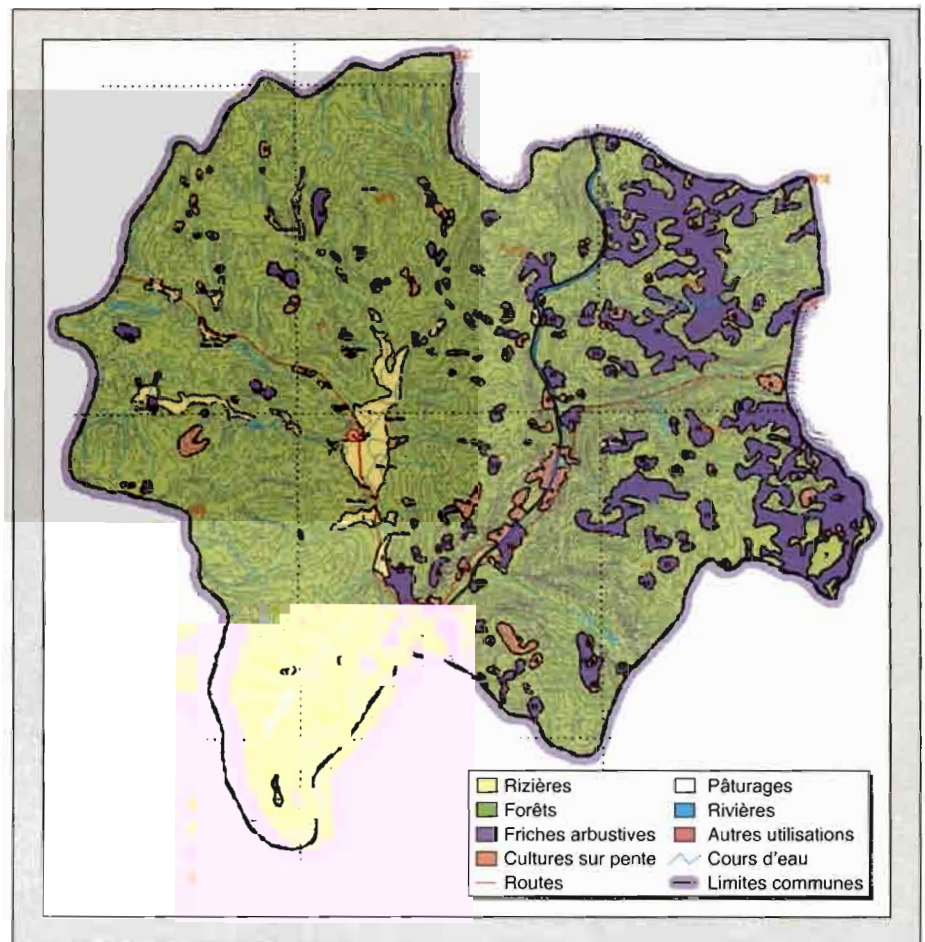 Rizières
Forêts
Friches arbustives
Cultures sur pente
Routes
Pâturages
Rivières
Autres utilisations
Cours d'eau
Limites communes